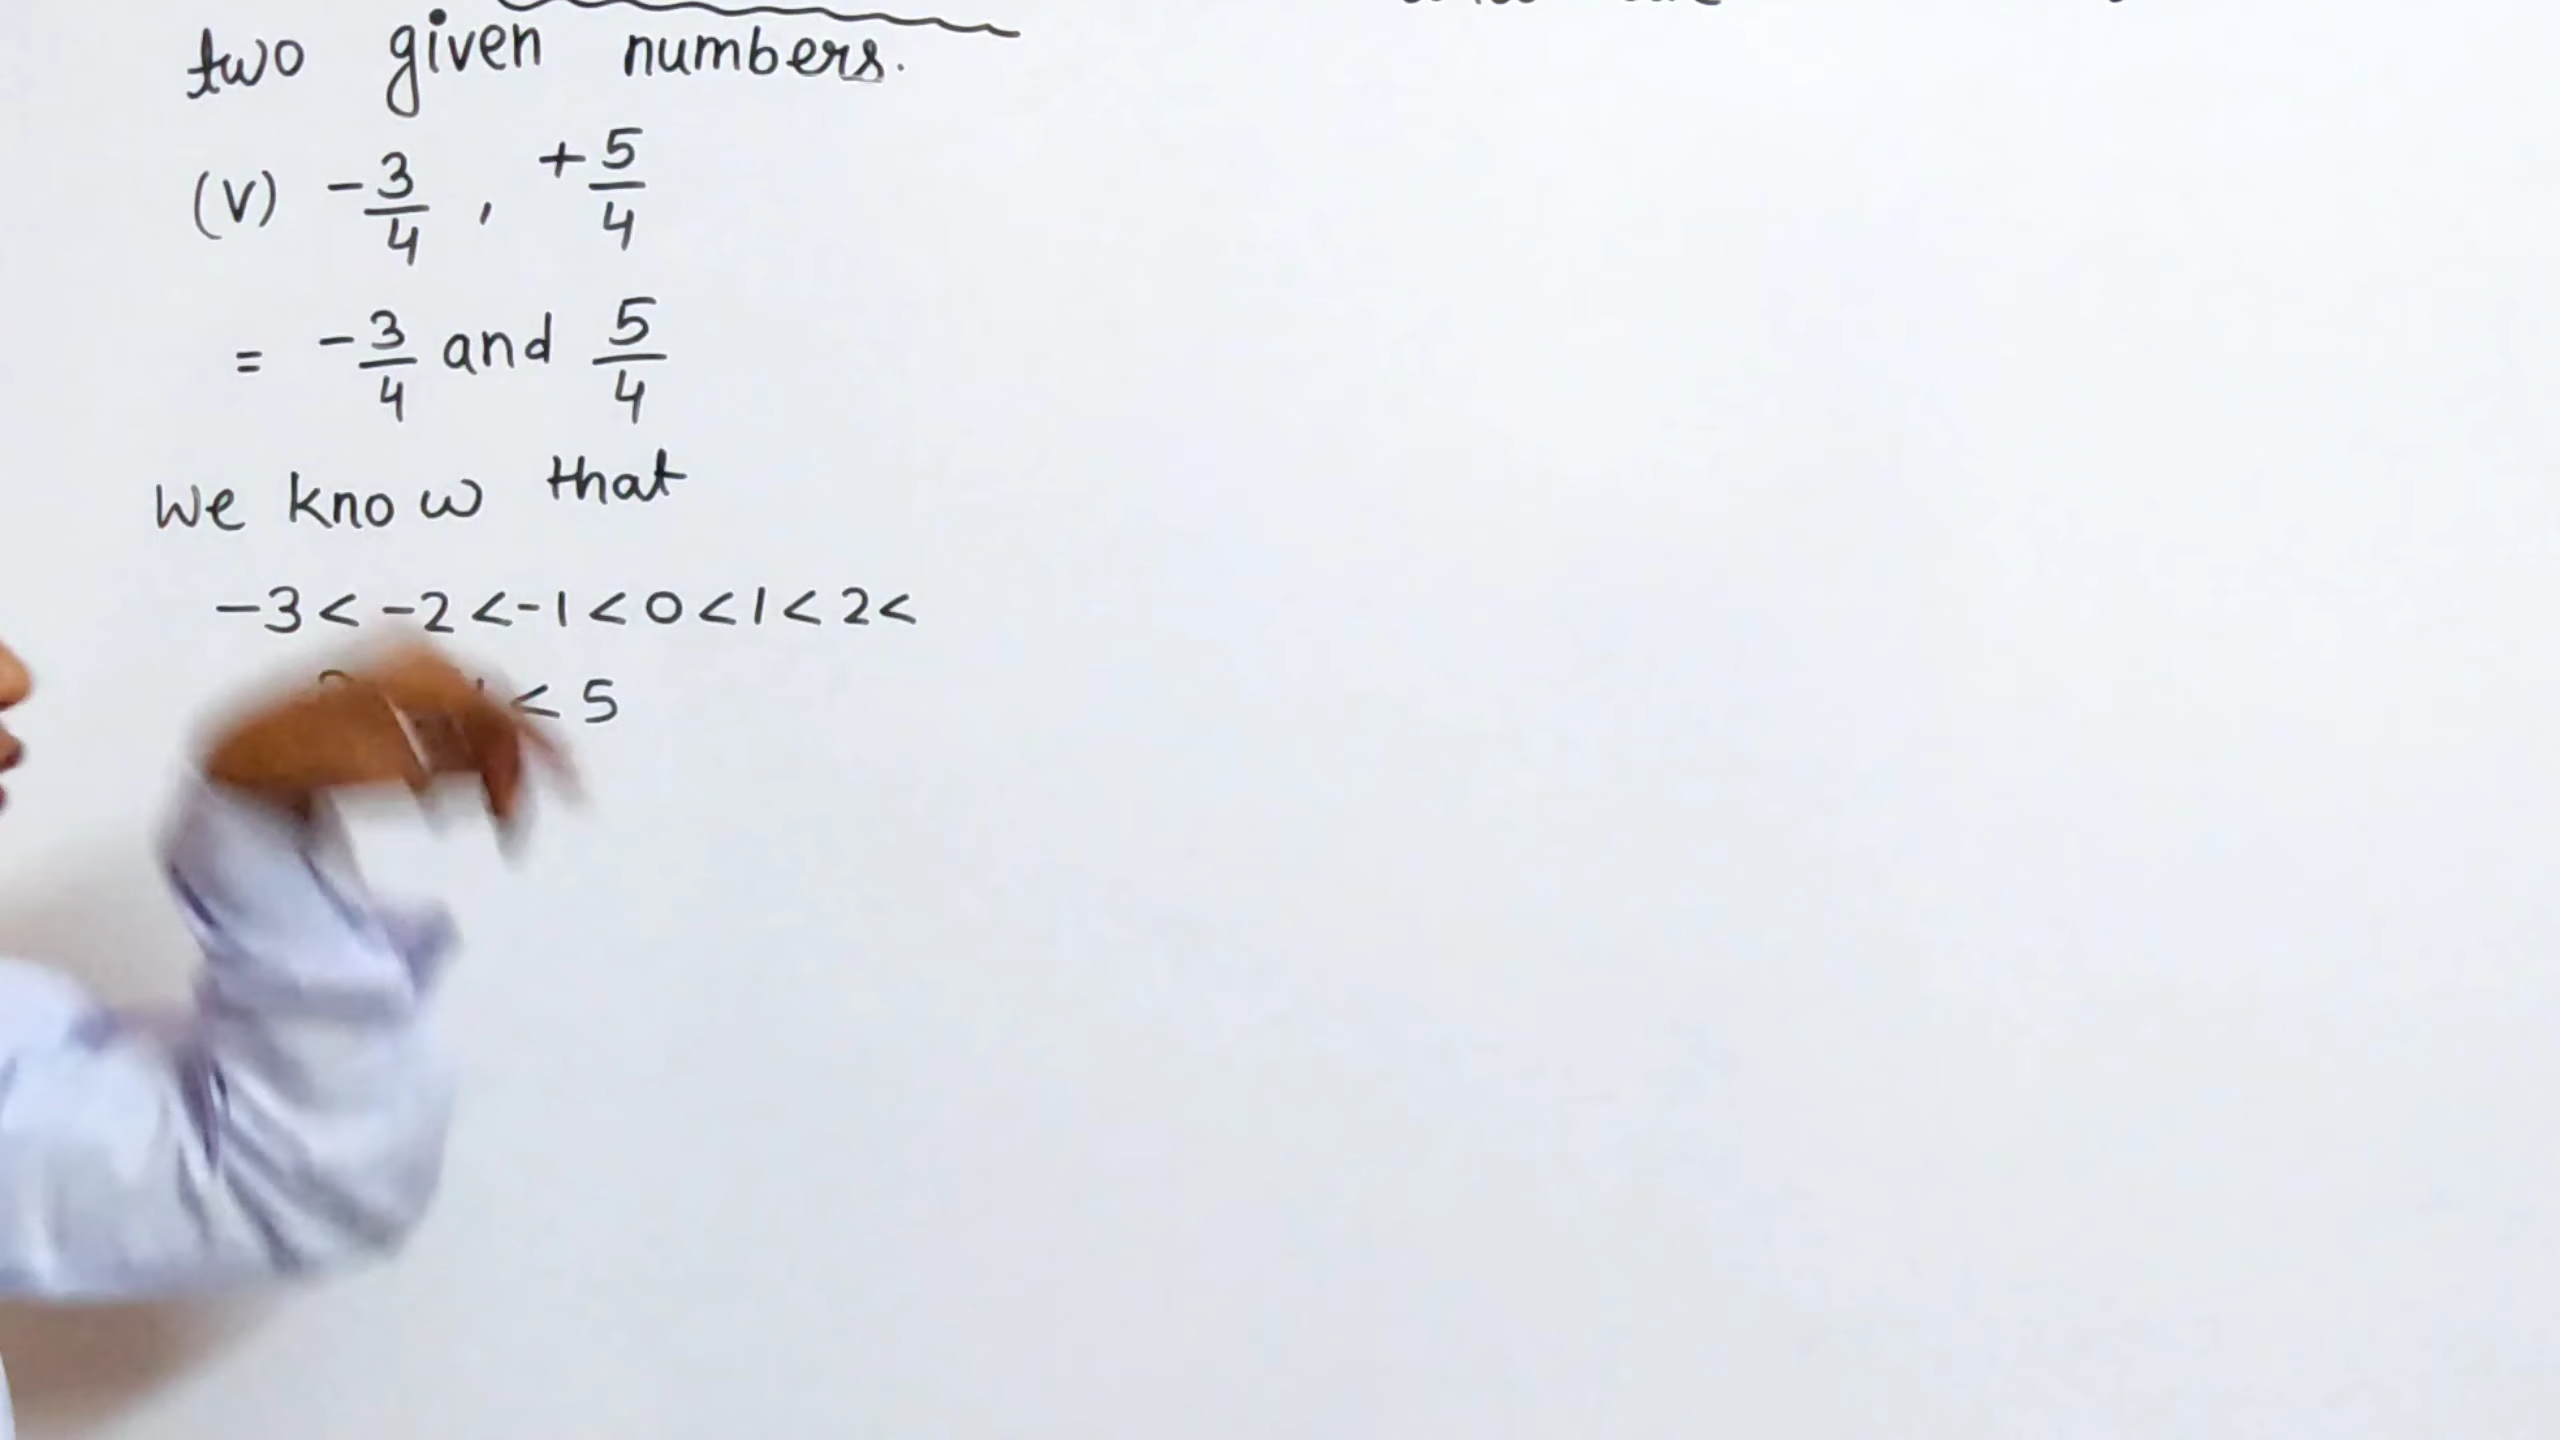 two given numbers.
(V) -3/4 , +5/4
= -3/4 and 5/4
We know that
-3 < -2 < -1 < 0 < 1 < 2 <
< 5